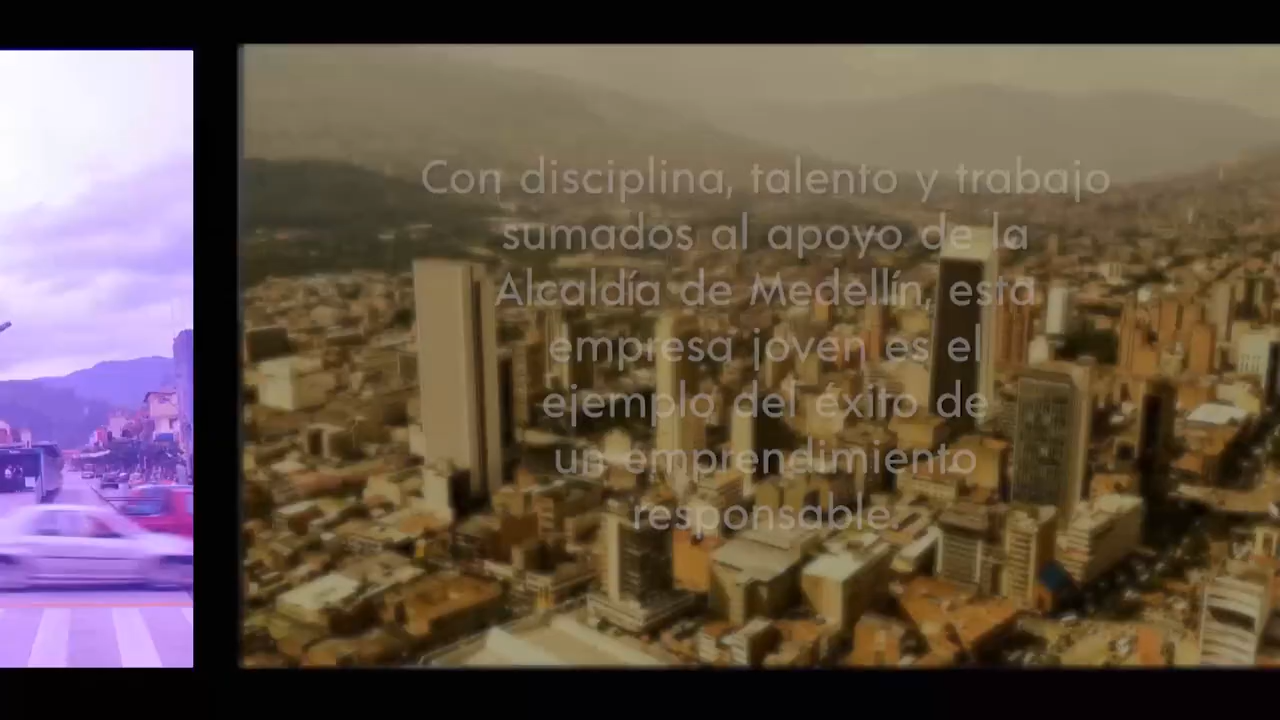 Con disciplina, talento y trabajo
sumados al apoyo de la
Alcaldía de Medellín, esta
empresa joven es el
ejemplo del éxito de
un emprendimiento
responsable.